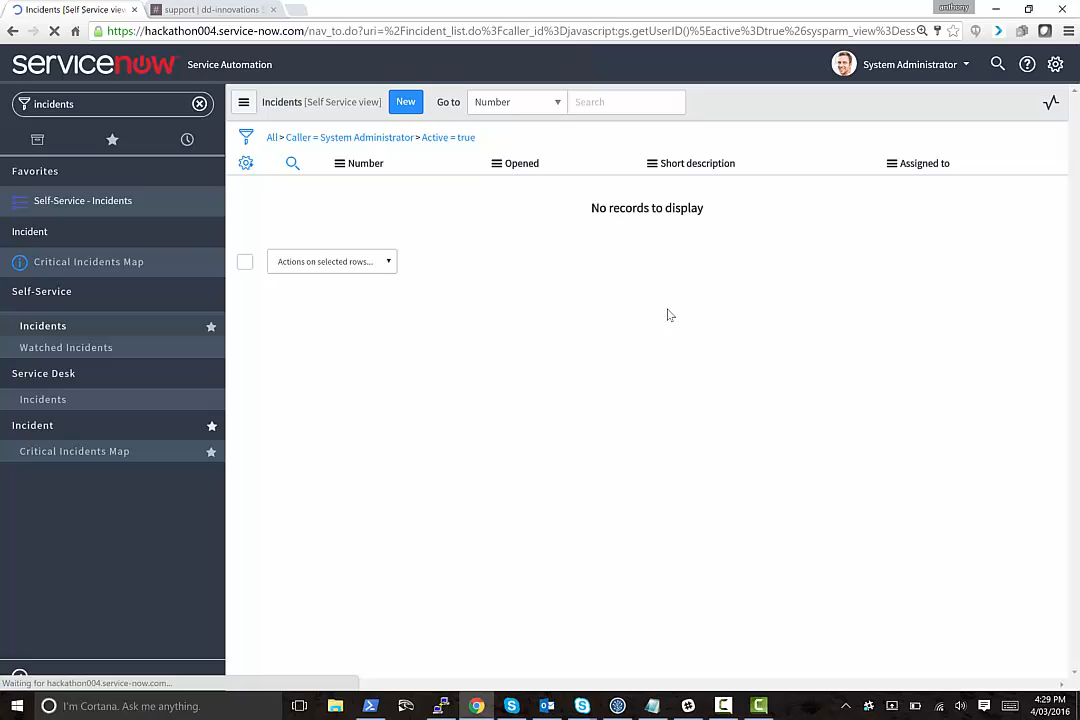 Incidents [Self Service view
support | dd-innovations S
anthony
https://hackathon004.service-now.com/nav_to.do?uri=%2Fincident_list.do%3Fcaller_id%3Djavascript:gs.getUserID()%5Eactive%3Dtrue%26sysparm_view%3Dess
servicenow
Service Automation
System Administrator
incidents
Incidents [Self Service view]
New
Go to
Number
Search
All > Caller = System Administrator > Active = true
Number
Opened
Short description
Assigned to
No records to display
Actions on selected rows...
Favorites
Self-Service - Incidents
Incident
Critical Incidents Map
Self-Service
Incidents
Watched Incidents
Service Desk
Incidents
Incident
Critical Incidents Map
Waiting for hackathon004.service-now.com...
I'm Cortana. Ask me anything.
4:29 PM
4/03/2016